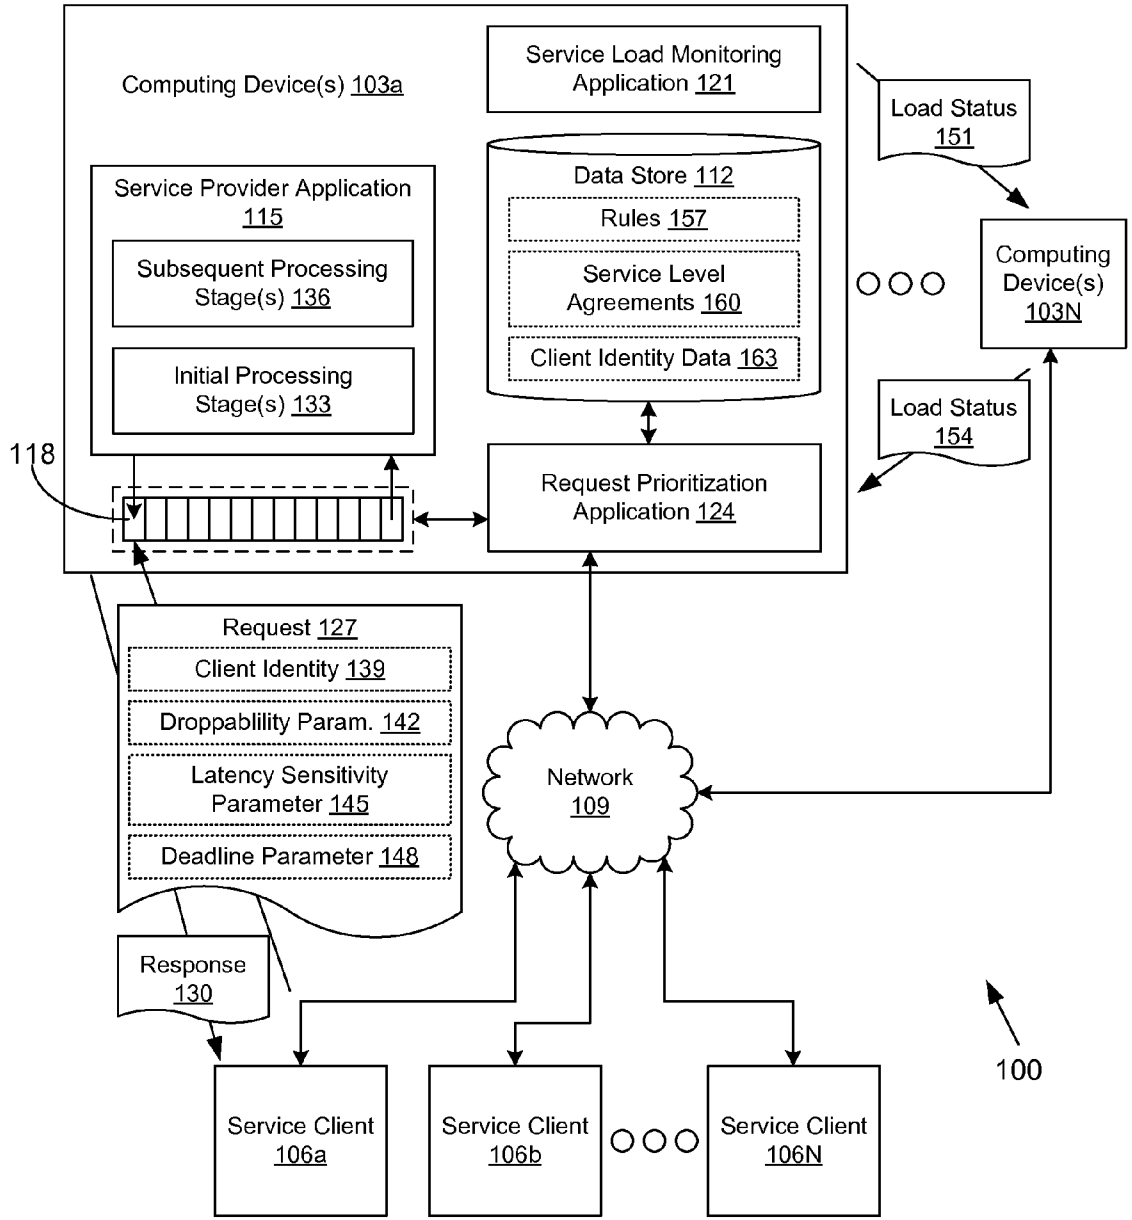 Computing Device(s) 103a
Service Load Monitoring
Application 121
Load Status
151
Service Provider Application
115
Subsequent Processing
Stage(s) 136
Initial Processing
Stage(s) 133
Data Store 112
Rules 157
Service Level
Agreements 160
Client Identity Data 163
Computing
Device(s)
103N
Load Status
154
118
Request Prioritization
Application 124
Request 127
Client Identity 139
Droppablility Param. 142
Latency Sensitivity
Parameter 145
Deadline Parameter 148
Network
109
Response
130
100
Service Client
106a
Service Client
106b
Service Client
106N